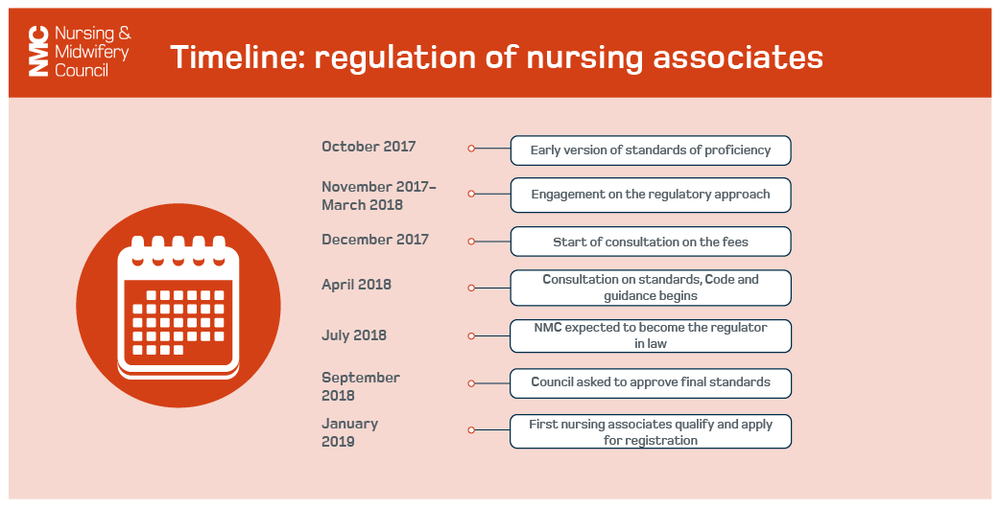 NMC
Nursing &
Midwifery
Council
Timeline: regulation of nursing associates
October 2017
Early version of standards of proficiency
November 2017–
March 2018
Engagement on the regulatory approach
December 2017
Start of consultation on the fees
April 2018
Consultation on standards, Code and
guidance begins
July 2018
NMC expected to become the regulator
in law
September
2018
Council asked to approve final standards
January
2019
First nursing associates qualify and apply
for registration